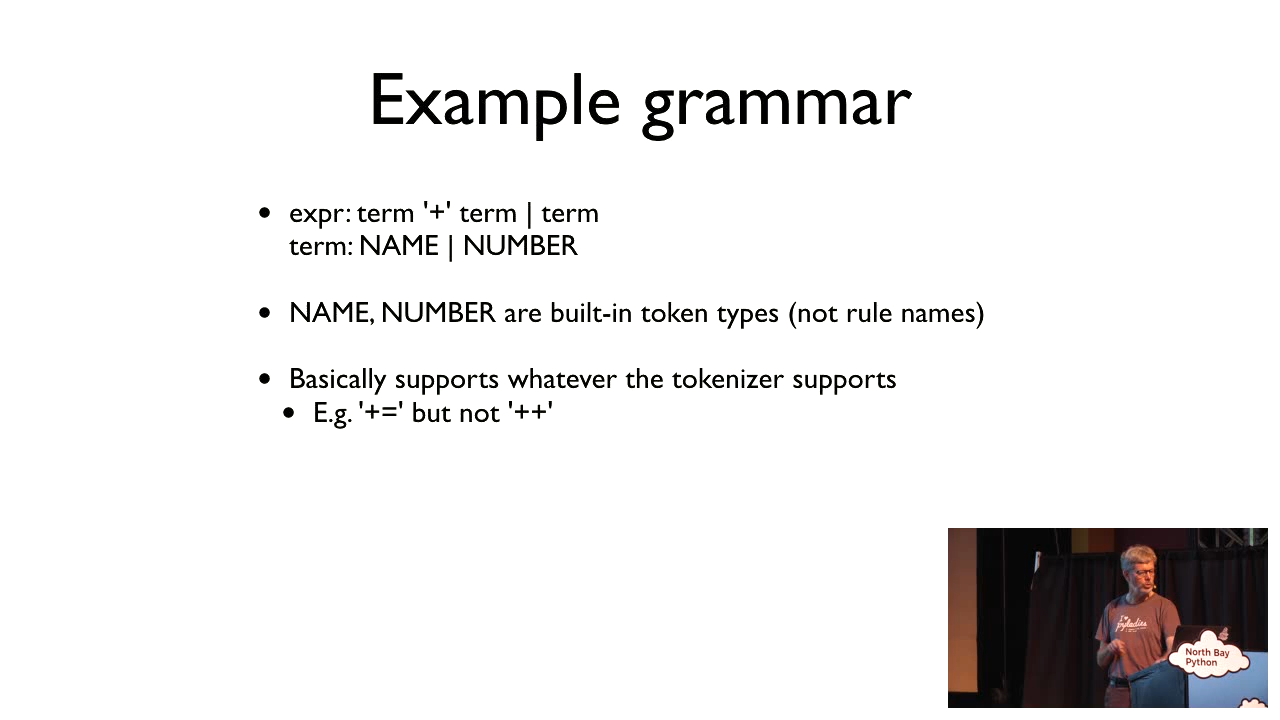 Example grammar
• expr: term '+' term | term
term: NAME | NUMBER
• NAME, NUMBER are built-in token types (not rule names)
• Basically supports whatever the tokenizer supports
• E.g. '+=' but not '++'
I ♥
pyladies
North Bay
Python